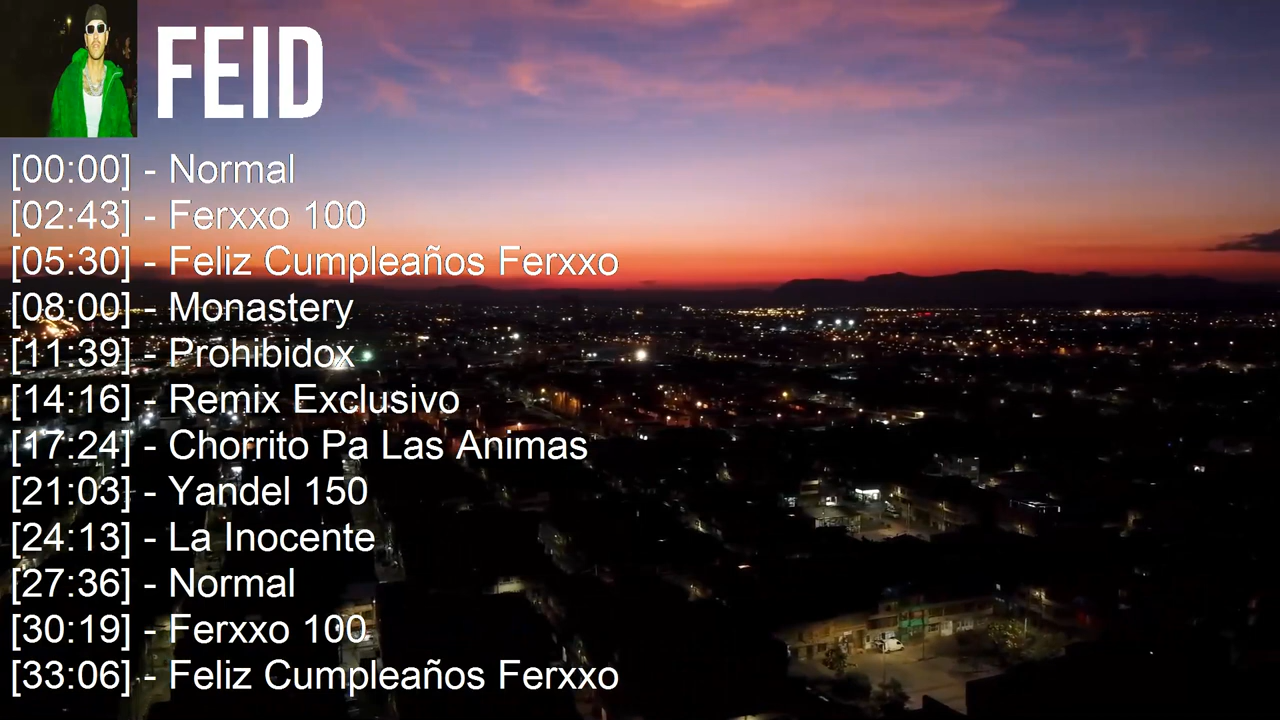 FEID
[00:00] - Normal
[02:43] - Ferxxo 100
[05:30] - Feliz Cumpleaños Ferxxo
[08:00] - Monastery
[11:39] - Prohibidox
[14:16] - Remix Exclusivo
[17:24] - Chorrito Pa Las Animas
[21:03] - Yandel 150
[24:13] - La Inocente
[27:36] - Normal
[30:19] - Ferxxo 100
[33:06] - Feliz Cumpleaños Ferxxo